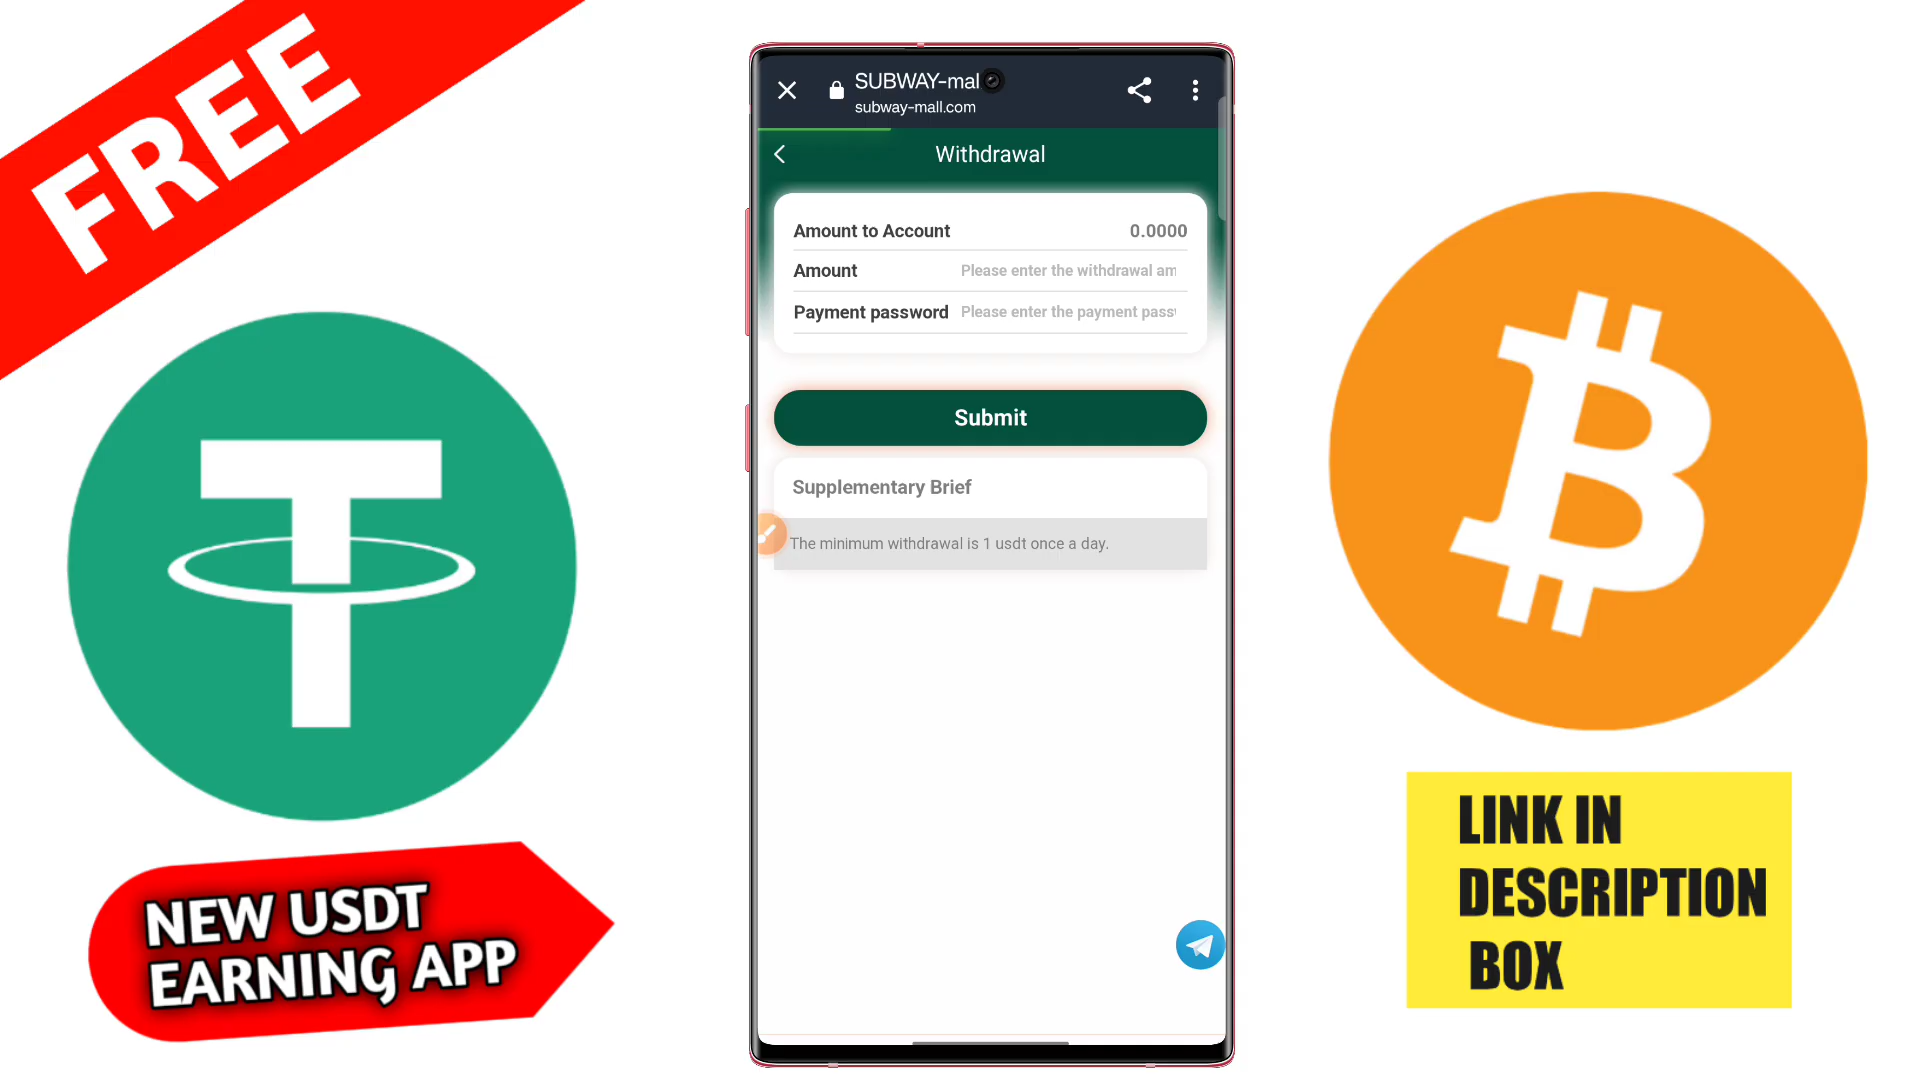 FREE
SUBWAY-mal
subway-mall.com
Withdrawal
Amount to Account 0.0000
Amount Please enter the withdrawal am
Payment password Please enter the payment pass
Submit
Supplementary Brief
The minimum withdrawal is 1 usdt once a day.
NEW USDT
EARNING APP
LINK IN
DESCRIPTION
BOX